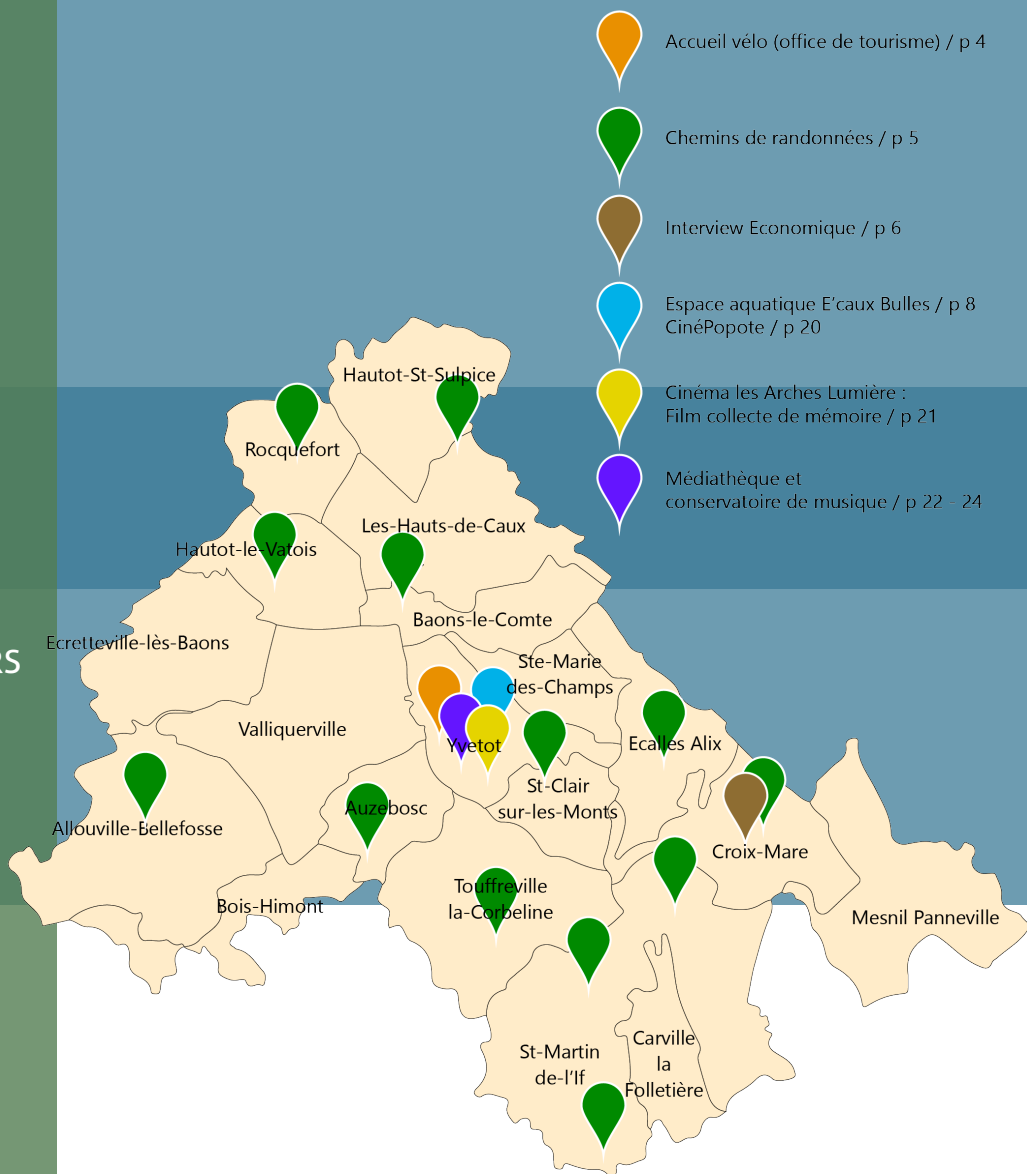 Accueil vélo (office de tourisme) / p 4
Chemins de randonnées / p 5
Interview Economique / p 6
Espace aquatique E'caux Bulles / p 8
CinéPopote / p 20
Cinéma les Arches Lumière :
Film collecte de mémoire / p 21
Médiathèque et
conservatoire de musique / p 22 - 24
Hautot-St-Sulpice
Rocquefort
Les-Hauts-de-Caux
Hautot-le-Vatois
Baons-le-Comte
Ecretteville-lès-Baons
RS
Ste-Marie
des-Champs
Valliquerville
Yvetot
Ecalles Alix
St-Clair
sur-les-Monts
Auzebosc
Allouville-Bellefosse
Croix-Mare
Touffreville
la-Corbeline
Bois-Himont
Mesnil Panneville
St-Martin
de-l'If
Carville
la
Folletière